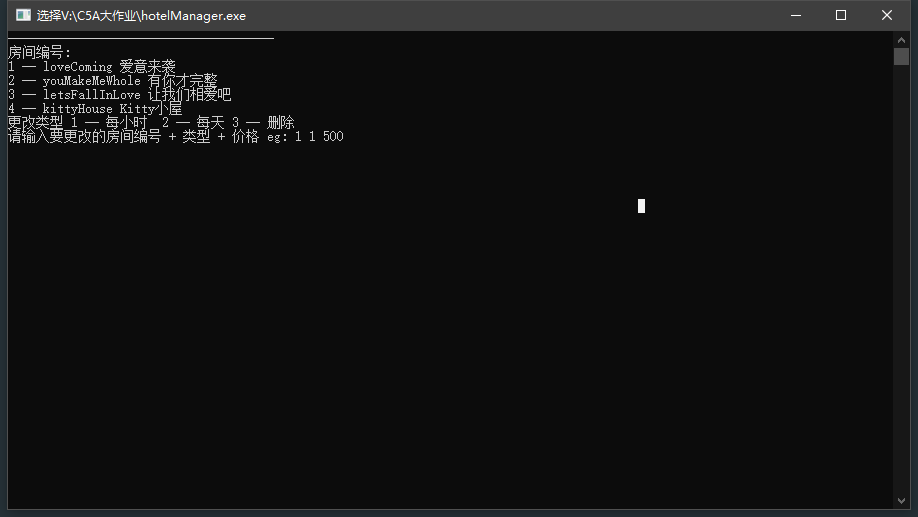 选择V:\C5A大作业\hotelManager.exe
房间编号:
1 — loveComing 爱意来袭
2 — youMakeMeWhole 有你才完整
3 — letsFallInLove 让我们相爱吧
4 — kittyHouse Kitty小屋
更改类型 1 — 每小时  2 — 每天 3 — 删除
请输入要更改的房间编号 + 类型 + 价格 eg: 1 1 500